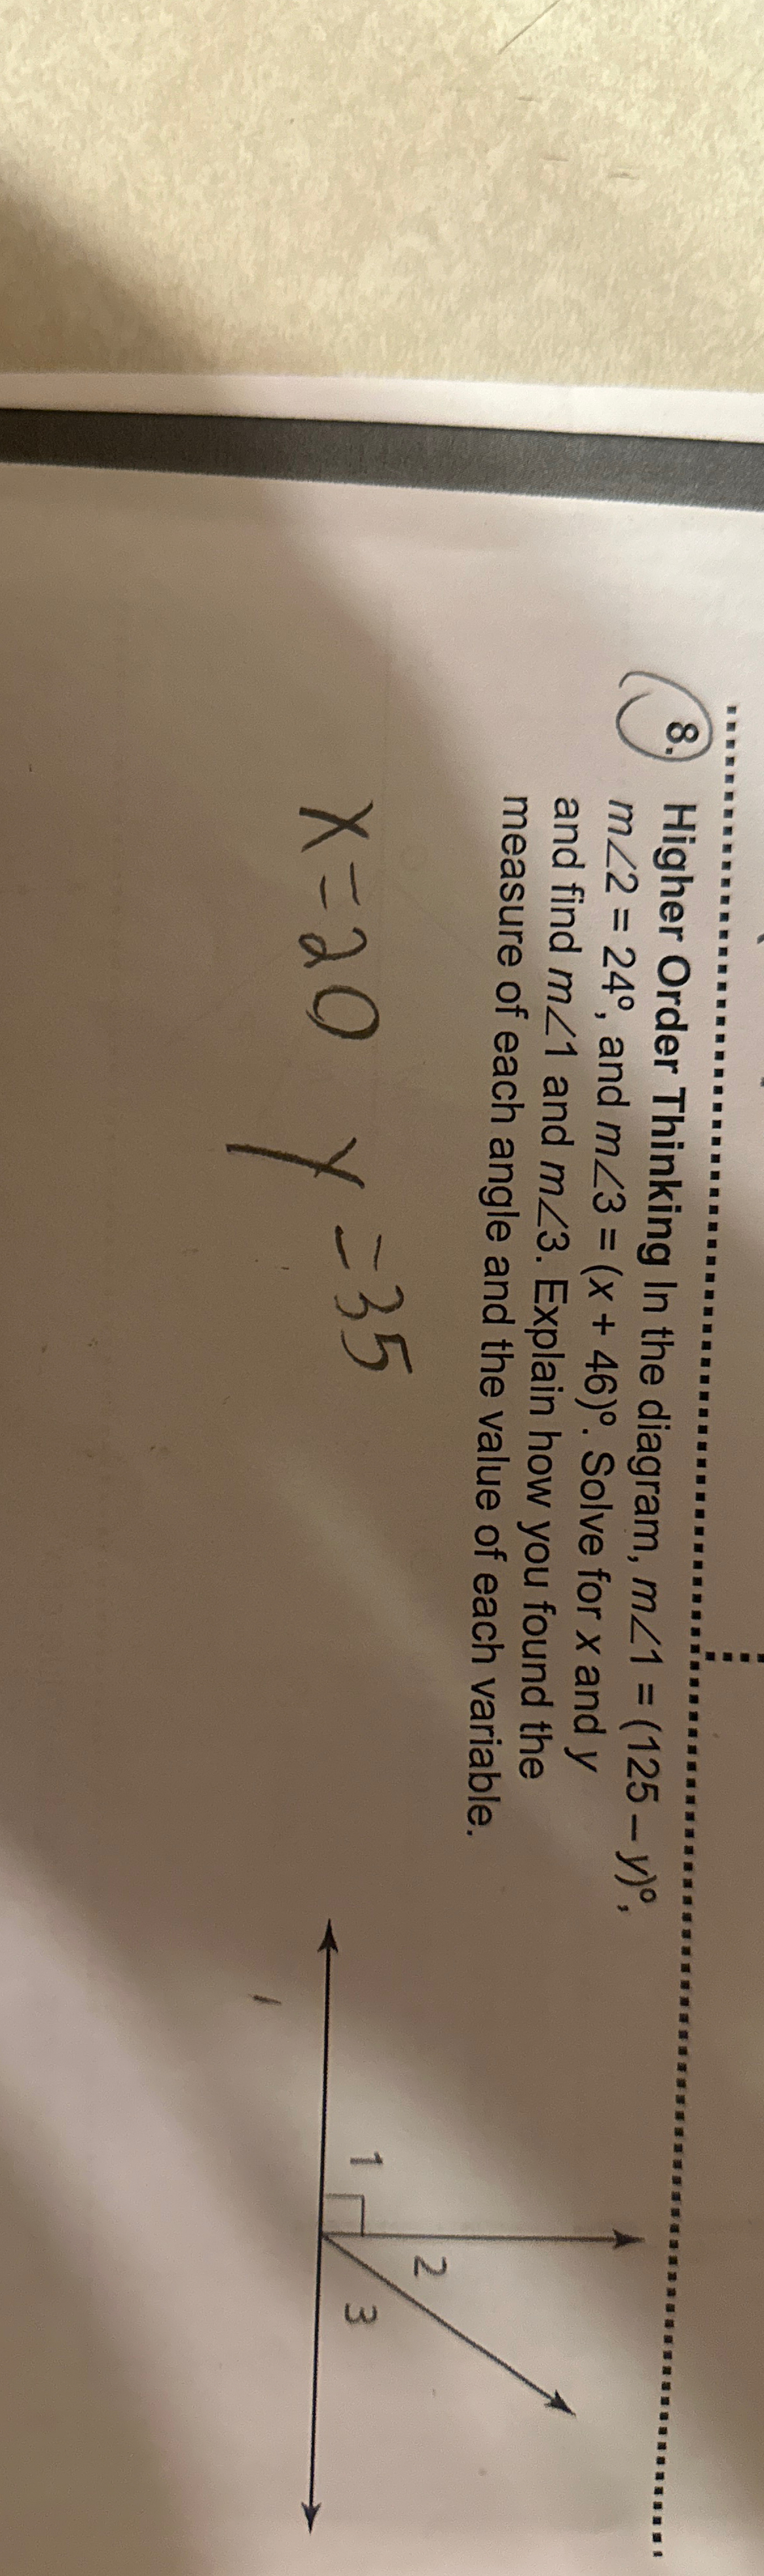 8. Higher Order Thinking In the diagram, m∠1 = (125 – y)º,
m∠2 = 24º, and m∠3 = (x + 46)º. Solve for x and y
and find m∠1 and m∠3. Explain how you found the
measure of each angle and the value of each variable.
x=20 y=35
1
2
3